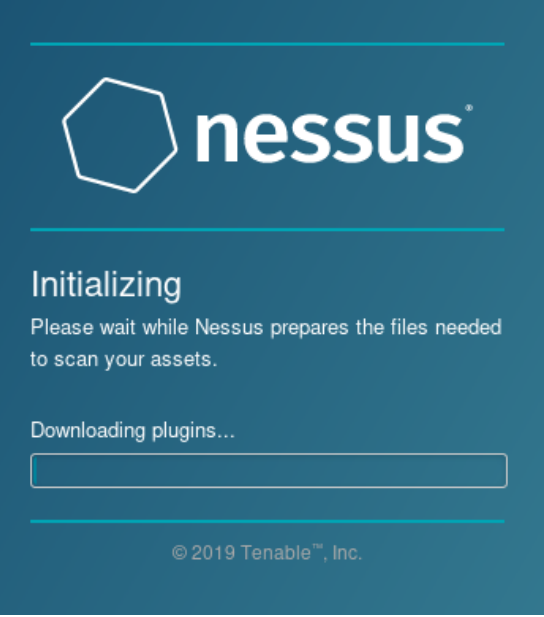 nessus®
Initializing
Please wait while Nessus prepares the files needed
to scan your assets.
Downloading plugins...
© 2019 Tenable™, Inc.